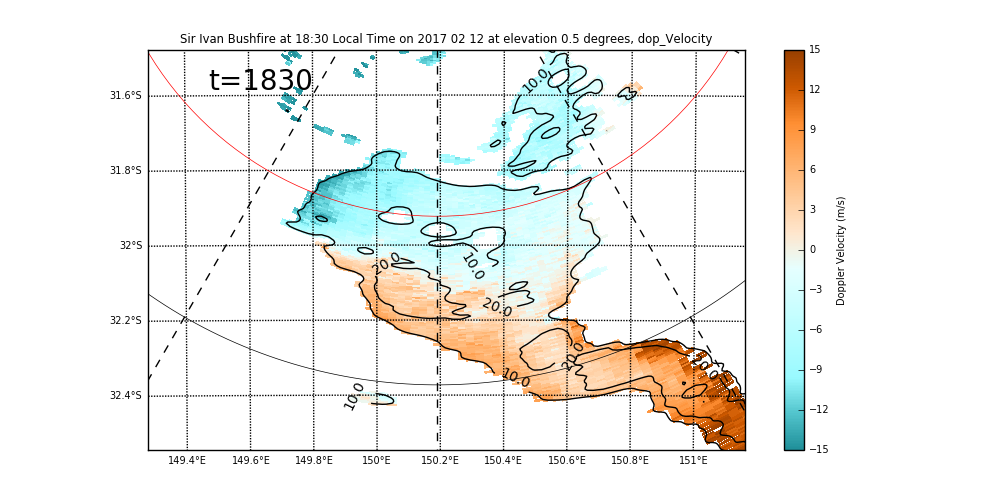 Sir Ivan Bushfire at 18:30 Local Time on 2017 02 12 at elevation 0.5 degrees, dop_Velocity
t=1830
31.6°S
31.8°S
32°S
32.2°S
32.4°S
149.4°E 149.6°E 149.8°E 150°E 150.2°E 150.4°E 150.6°E 150.8°E 151°E
10.0
20.0
10.0
20.0
20.0
10.0
10.0
15
12
9
6
3
0
−3
−6
−9
−12
−15
Doppler Velocity (m/s)